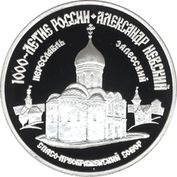 1000-ЛЕТИЕ РОССИИ • АЛЕКСАНДР НЕВСКИЙ
ПЕРЕСЛАВЛЬ ЗАЛЕССКИЙ
СПАСО-ПРЕОБРАЖЕНСКИЙ СОБОР